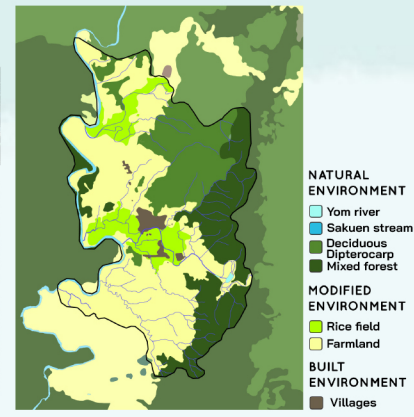 NATURAL
ENVIRONMENT
Yom river
Sakuen stream
Deciduous
Dipterocarp
Mixed forest
MODIFIED
ENVIRONMENT
Rice field
Farmland
BUILT
ENVIRONMENT
Villages